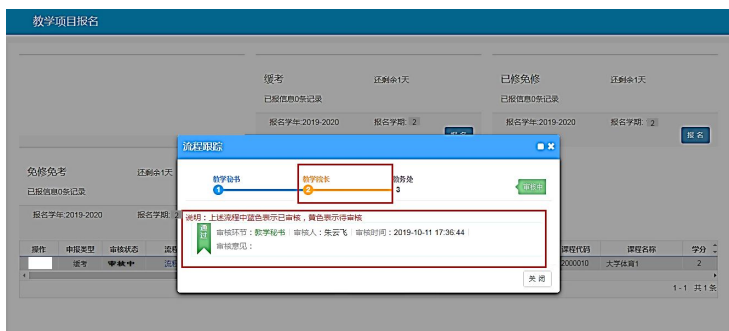 教学项目报名
缓考 还剩余1天
已报信息0条记录
报名学年:2019-2020 报名学期: 2
已修免修 还剩余1天
已报信息0条记录
报名学年:2019-2020 报名学期: 2
报 名
免修免考 还剩余1天
已报信息0条记录
报名学年:2019-2020 报名学期: 2
流程跟踪
教学秘书 教学院长 教务处
1 2 3
审核中
说明：上述流程中蓝色表示已审核，黄色表示待审核
通过
审核环节：教学秘书 审核人：朱云飞 审核时间：2019-10-11 17:36:44
审核意见：
关 闭
操作 申报类型 审核状态 流程 课程代码 课程名称 学分
缓考 审核中 流程 2000010 大学体育1 2
1 - 1 共 1 条